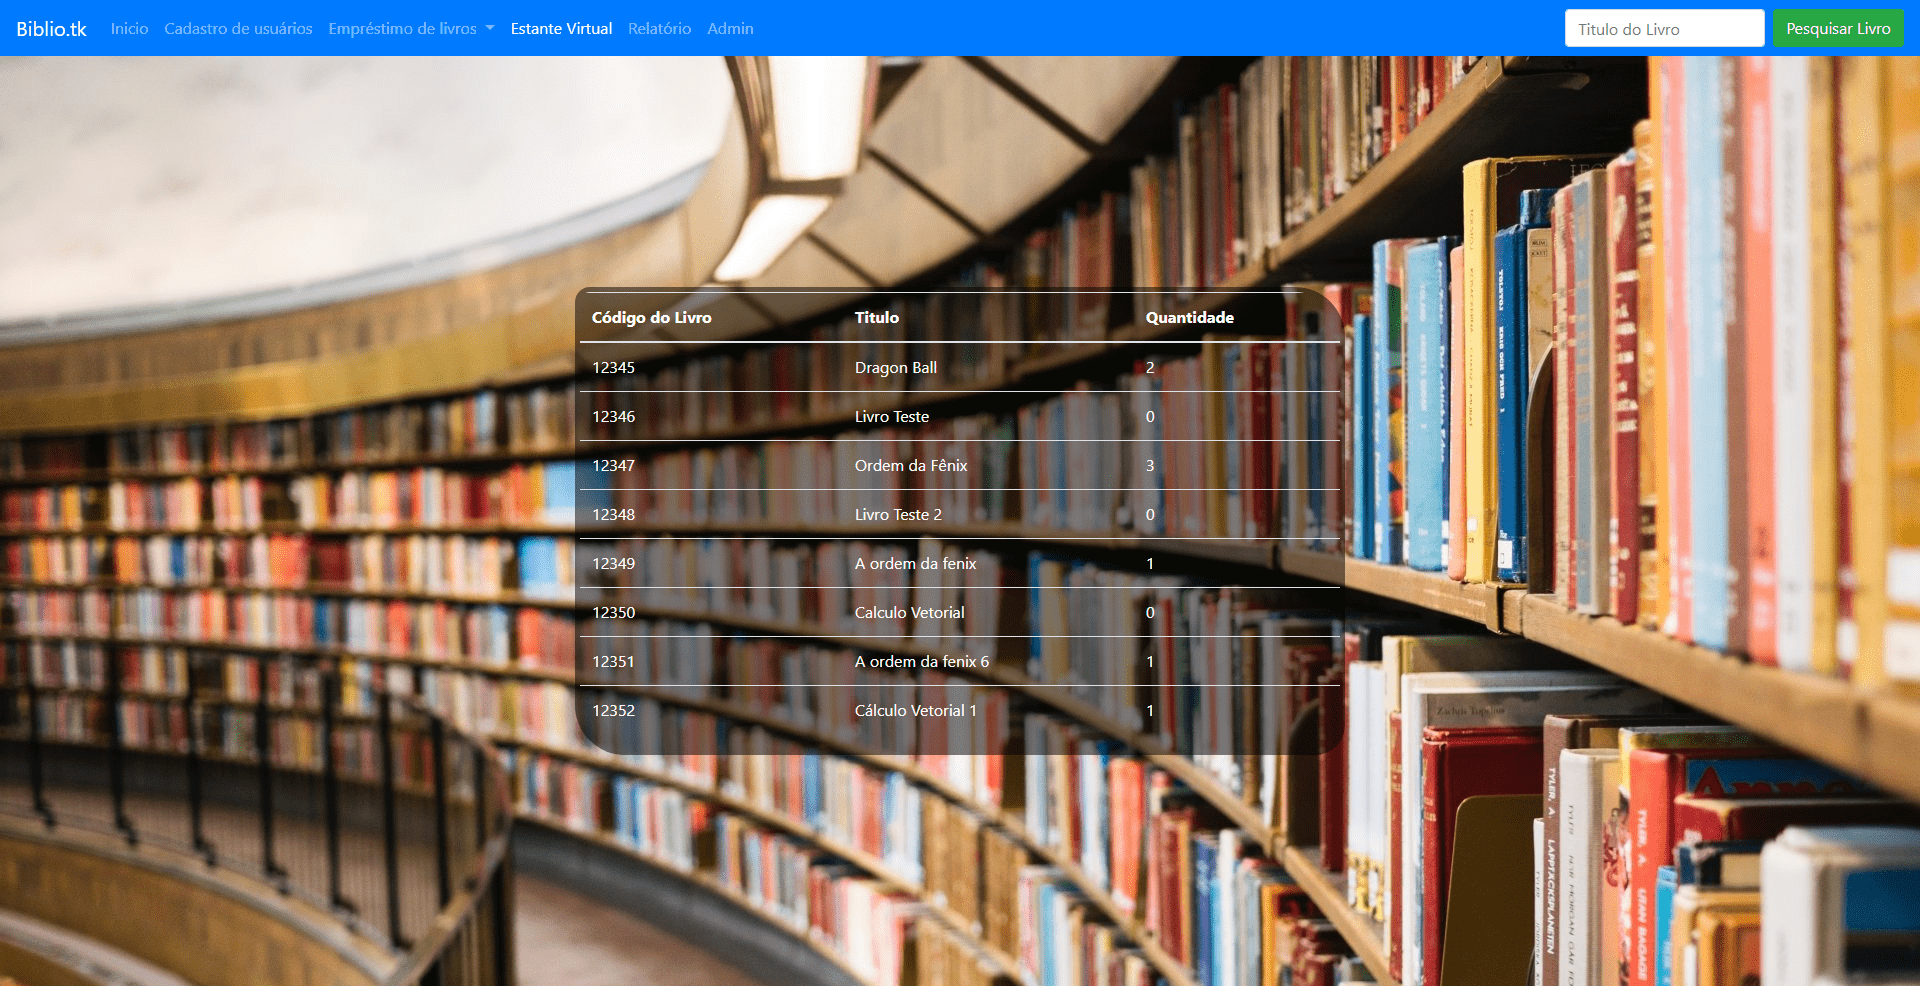 Biblio.tk Inicio Cadastro de usuários Empréstimo de livros Estante Virtual Relatório Admin Titulo do Livro Pesquisar Livro
Código do Livro Titulo Quantidade
12345 Dragon Ball 2
12346 Livro Teste 0
12347 Ordem da Fênix 3
12348 Livro Teste 2 0
12349 A ordem da fenix 1
12350 Calculo Vetorial 0
12351 A ordem da fenix 6 1
12352 Cálculo Vetorial 1 1
TYLER, A
LAPPTÄCKSPLANETEN
TYLER, A